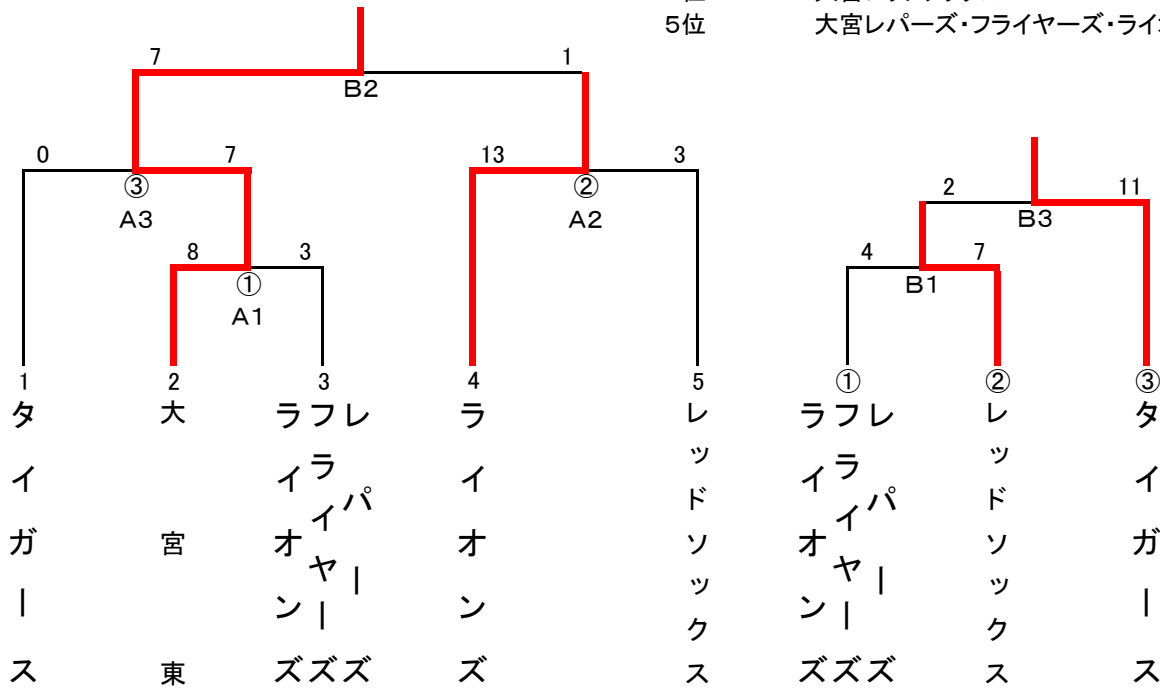 5位 大宮レパーズ・フライヤーズ・ライオ
7 1
B2
0 7 13 3
③ ②
A3 A2
2 11
B3
8 3
①
A1
4 7
B1
1 2 3 4 5 ① ② ③
タイガース
大宮東
レパーズ
フライヤーズ
ライオンズ
ライオンズ
レッドソックス
レパーズ
フライヤーズ
ライオンズ
レッドソックス
タイガース